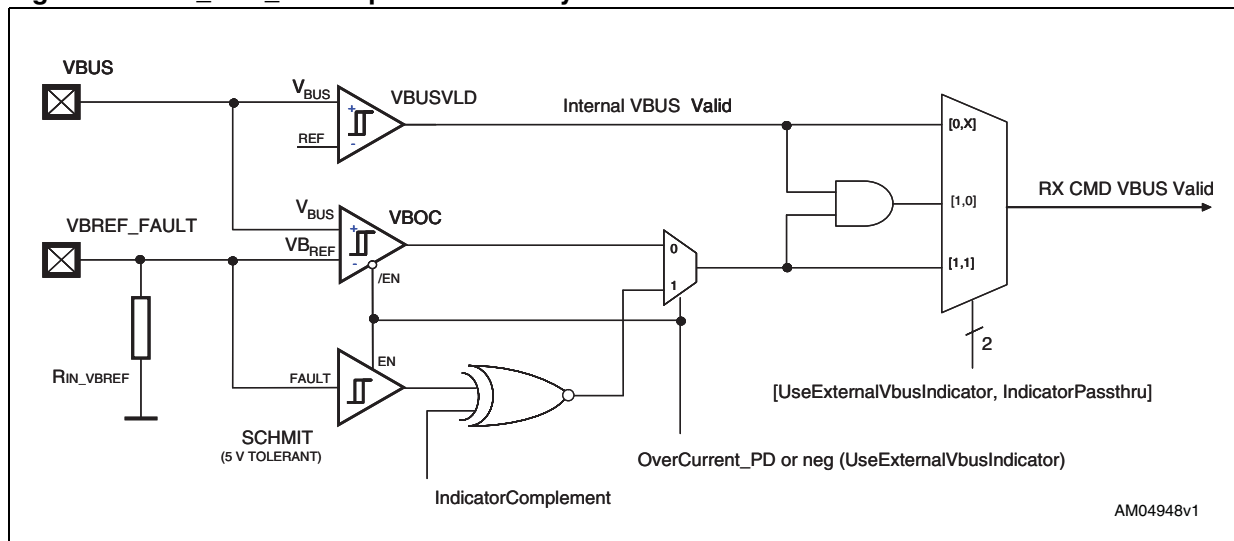 VBUS
VBUS
VBUSVLD
+
-
REF
Internal VBUS Valid
[0,X]
RX CMD VBUS Valid
[1,0]
VBREF_FAULT
VBUS
VBOC
+
VBREF
-
/EN
0
1
[1,1]
2
EN
FAULT
RIN_VBREF
SCHMIT
(5 V TOLERANT)
[UseExternalVbusIndicator, IndicatorPassthru]
OverCurrent_PD or neg (UseExternalVbusIndicator)
IndicatorComplement
AM04948v1